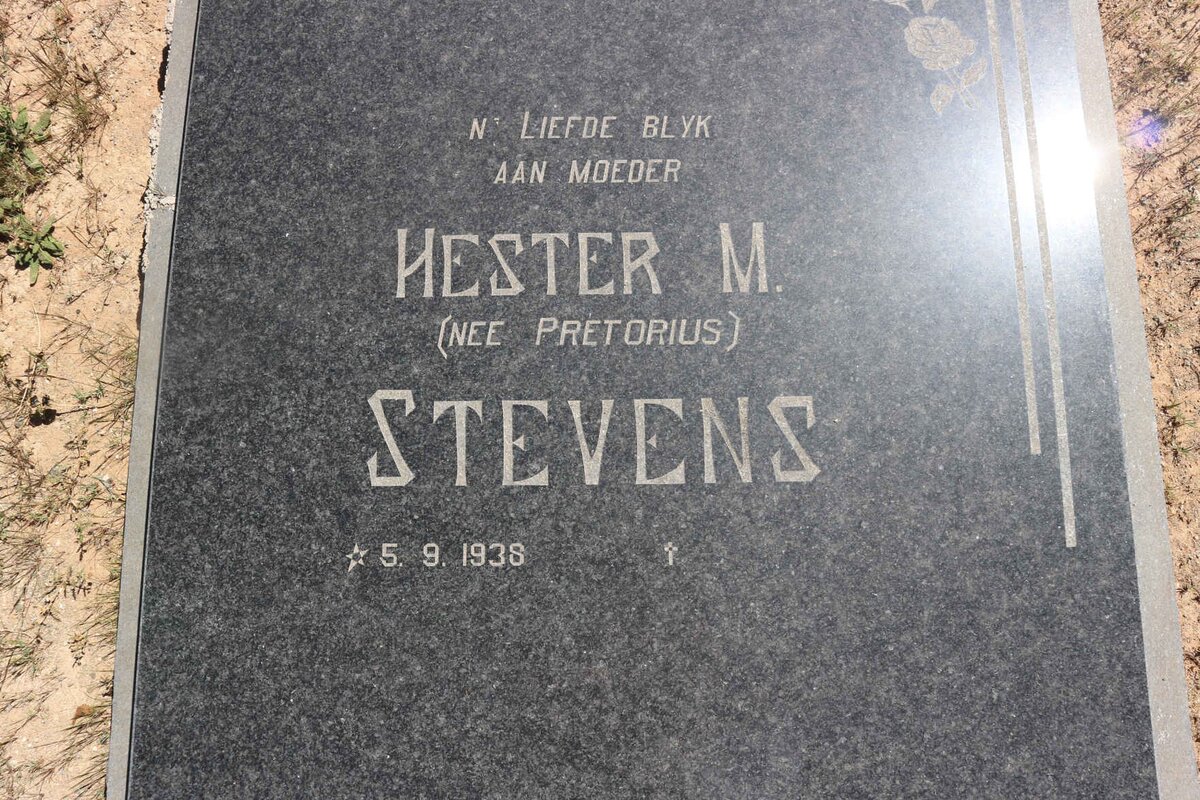 N' LIEFDE BLYK
AAN MOEDER
HESTER M.
(NEE PRETORIUS)
STEVENS
☆ 5. 9. 1938 †